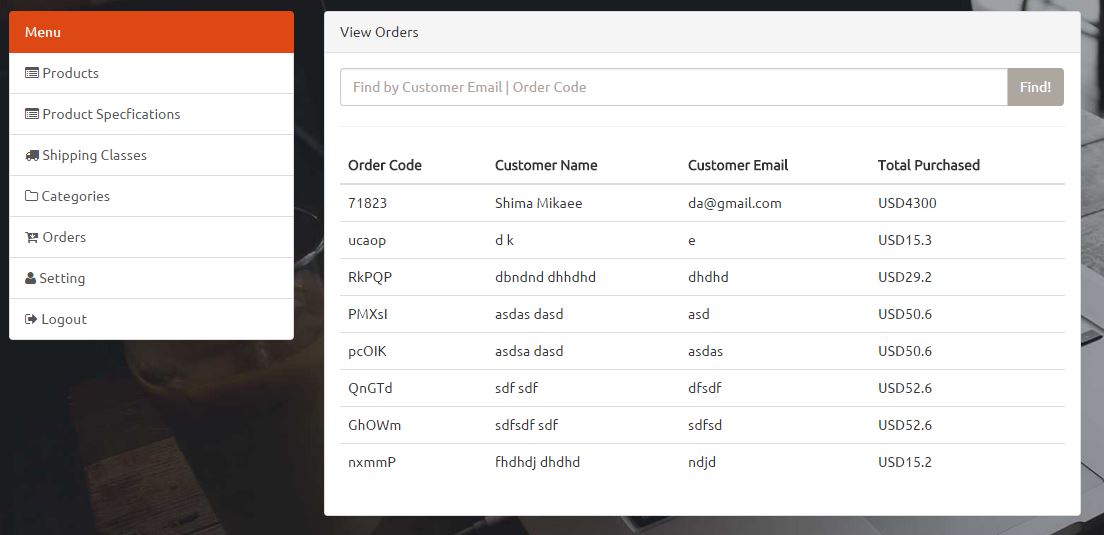 Menu
Products
Product Specfications
Shipping Classes
Categories
Orders
Setting
Logout
View Orders
Find by Customer Email | Order Code Find!
Order Code Customer Name Customer Email Total Purchased
71823 Shima Mikaee da@gmail.com USD4300
ucaop d k e USD15.3
RkPQP dbndnd dhhdhd dhdhd USD29.2
PMXsI asdas dasd asd USD50.6
pcOIK asdsa dasd asdas USD50.6
QnGTd sdf sdf dfsdf USD52.6
GhOWm sdfsdf sdf sdfsd USD52.6
nxmmP fhdhdj dhdhd ndjd USD15.2